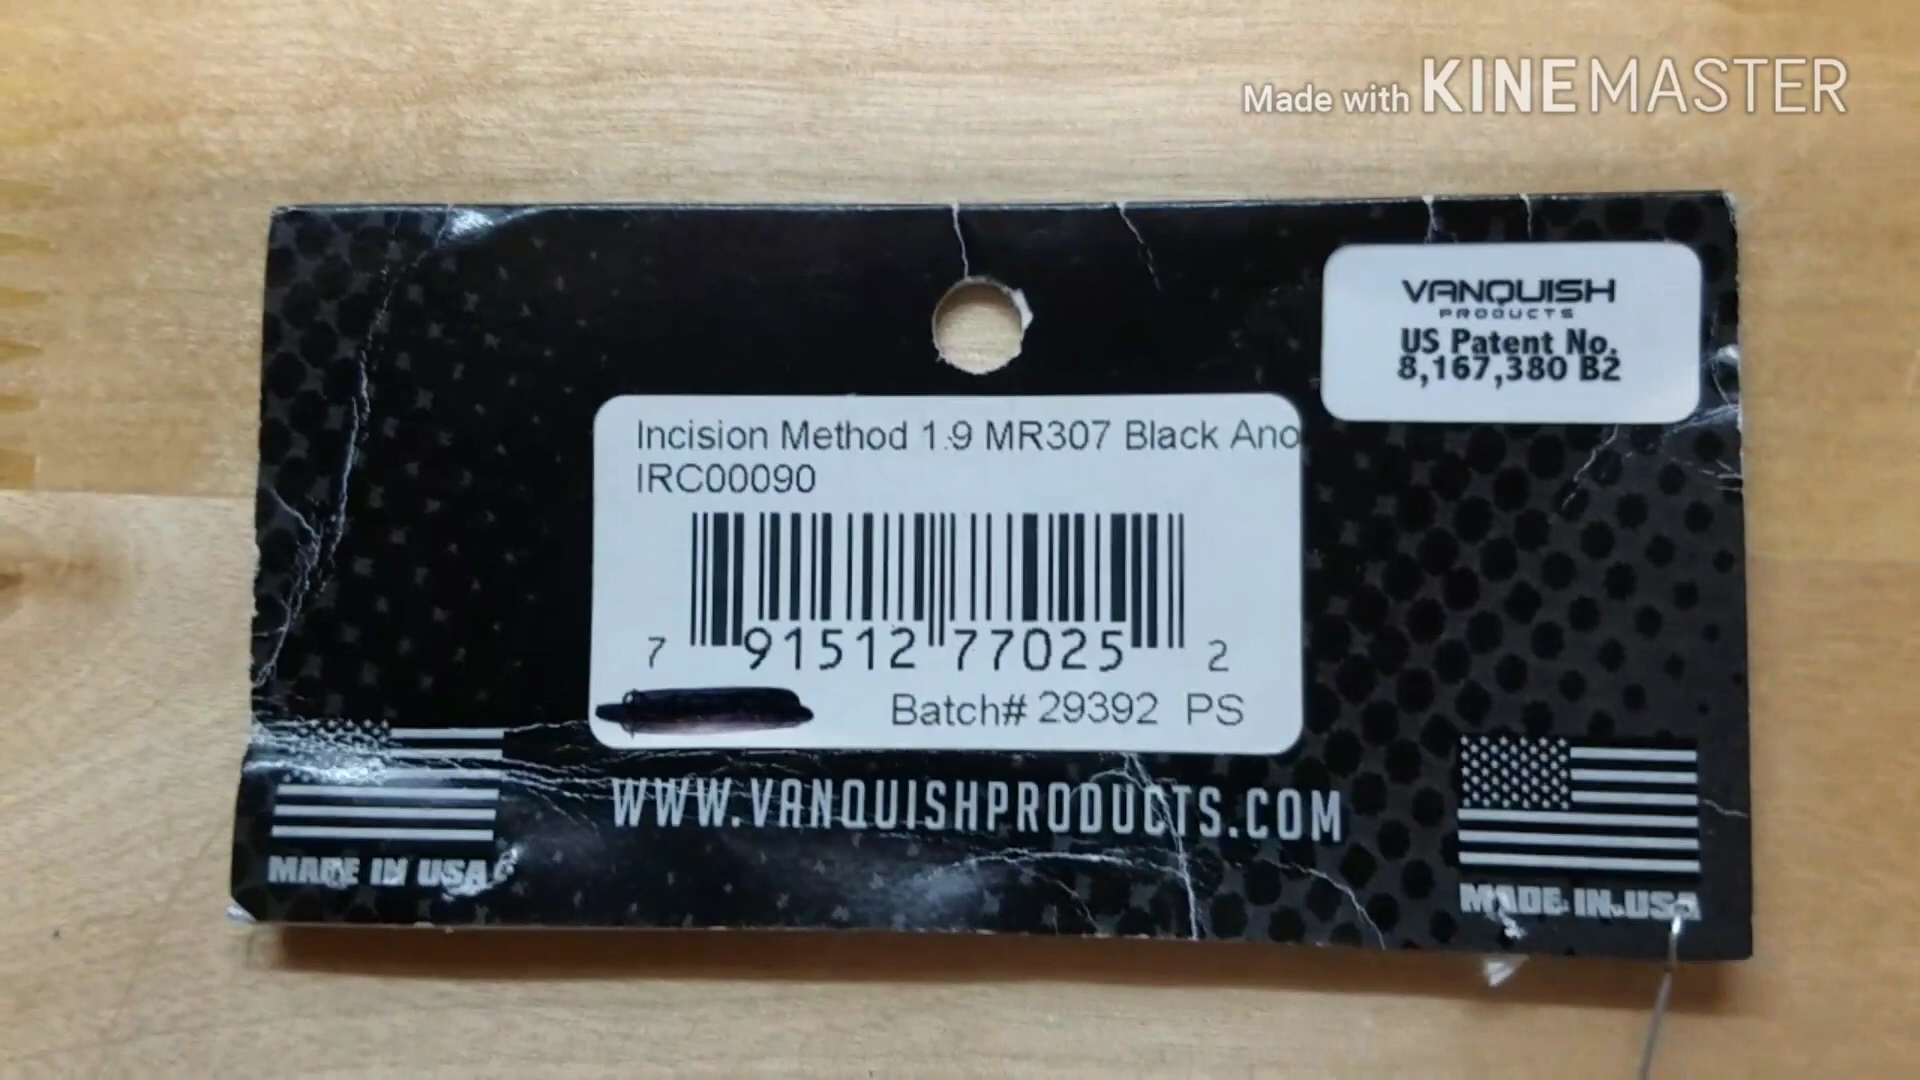 Made with KINEMASTER
VANQUISH
PRODUCTS
US Patent No.
8,167,380 B2
Incision Method 1.9 MR307 Black Ano
IRC00090
7 91512 77025 2
Batch# 29392 PS
WWW.VANQUISHPRODUCTS.COM
MADE IN USA
MADE IN USA